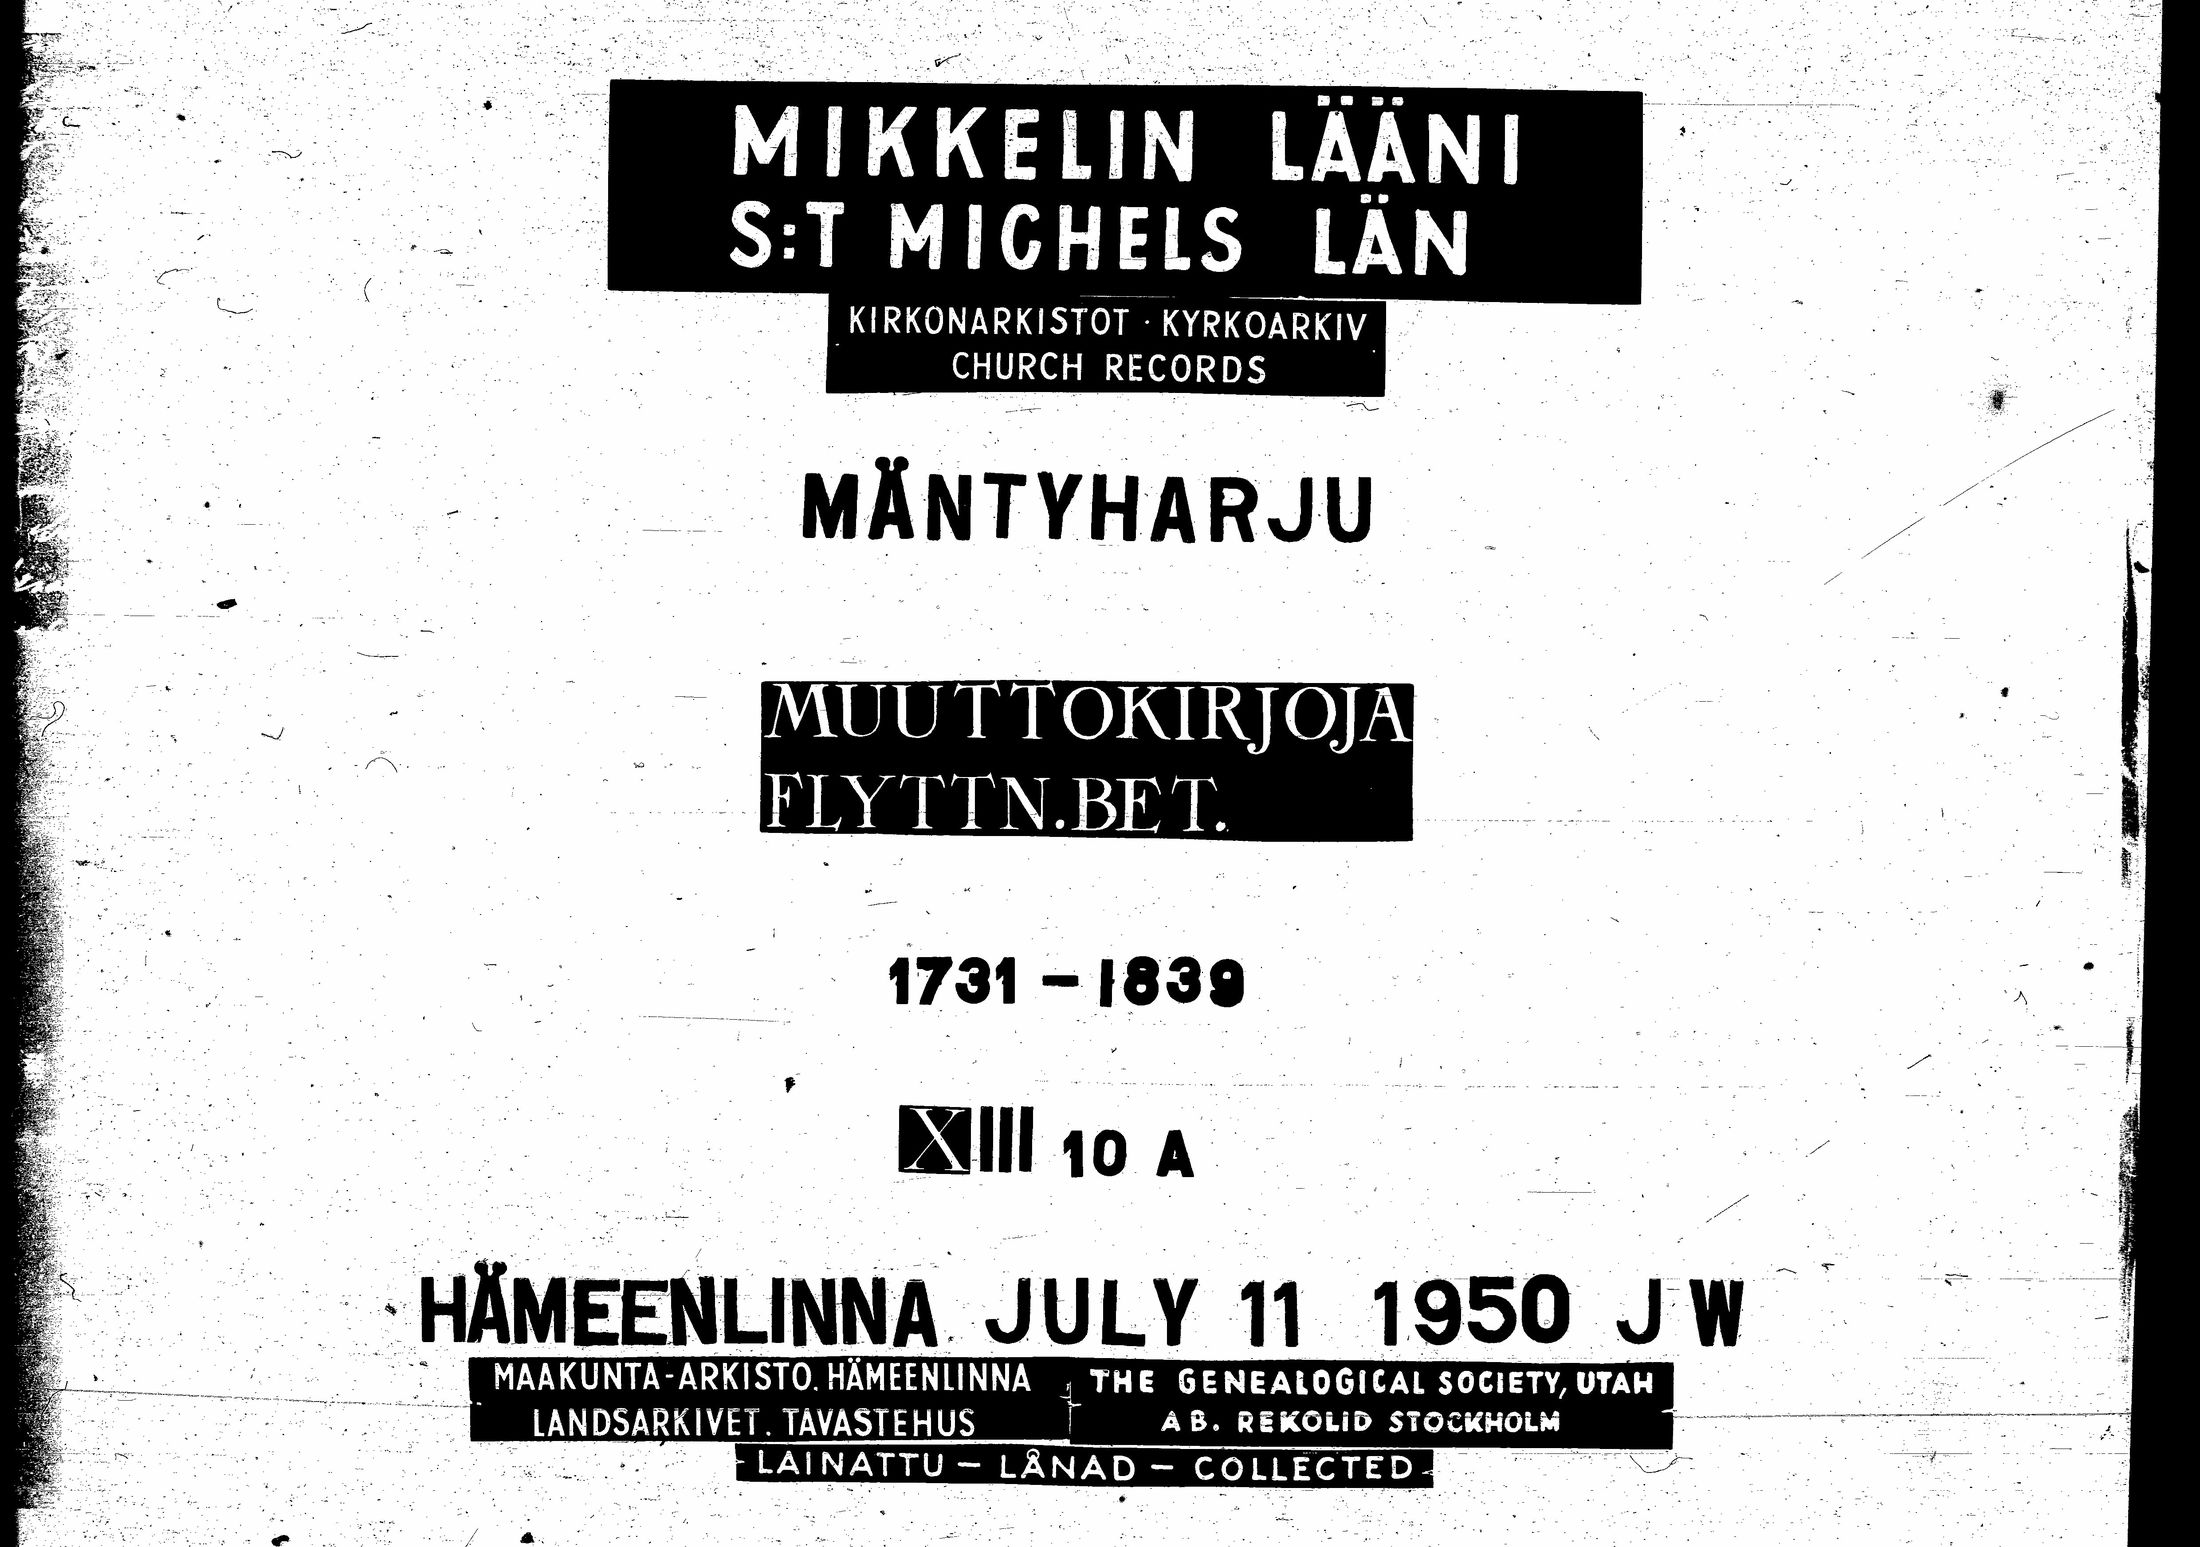 MIKKELIN LÄÄNI
S:T MICHELS LÄN
KIRKONARKISTOT · KYRKOARKIV
CHURCH RECORDS
MÄNTYHARJU
MUUTTOKIRJOJA
FLYTTN.BET.
1731 – 1839
XIII 10 A
HÄMEENLINNA JULY 11 1950 J W
MAAKUNTA-ARKISTO. HÄMEENLINNA
LANDSARKIVET. TAVASTEHUS
THE GENEALOGICAL SOCIETY, UTAH
AB. REKOLID STOCKHOLM
LAINATTU – LÅNAD – COLLECTED